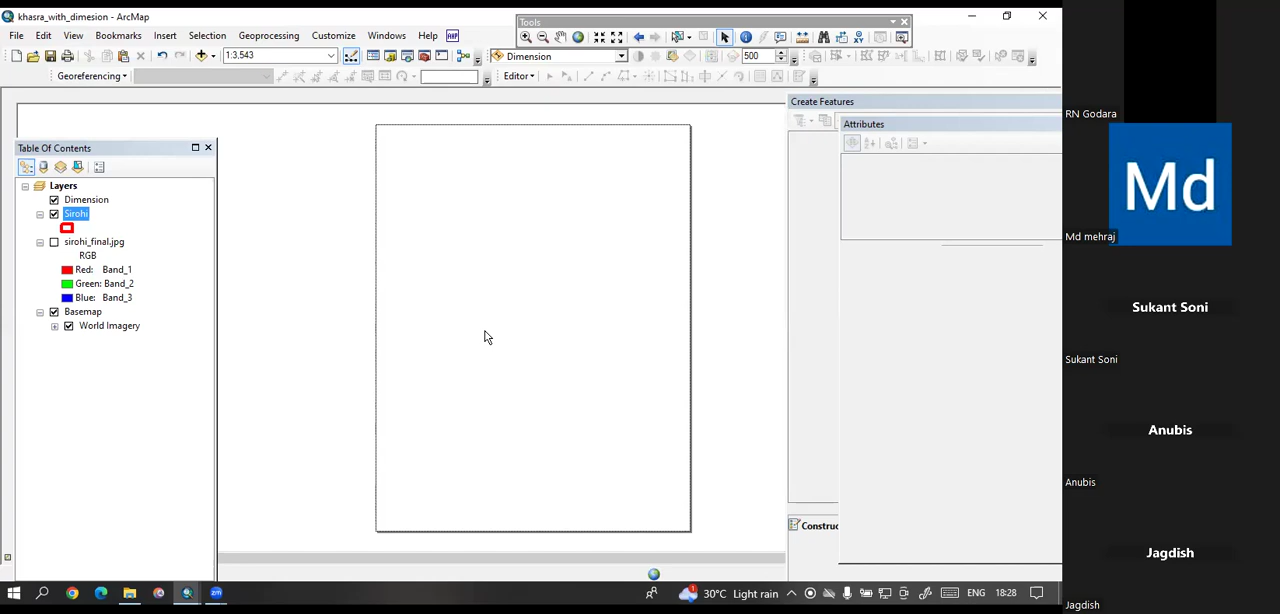 khasra_with_dimesion - ArcMap
Tools
File Edit View Bookmarks Insert Selection Geoprocessing Customize Windows Help
1:3,543
Dimension
500
Georeferencing
Editor
Create Features
Attributes
Table Of Contents
Layers
Dimension
Sirohi
sirohi_final.jpg
RGB
Red: Band_1
Green: Band_2
Blue: Band_3
Basemap
World Imagery
Construc
RN Godara
Md
Md mehraj
Sukant Soni
Sukant Soni
Anubis
Anubis
Jagdish
Jagdish
zm
30°C Light rain
ENG
18:28